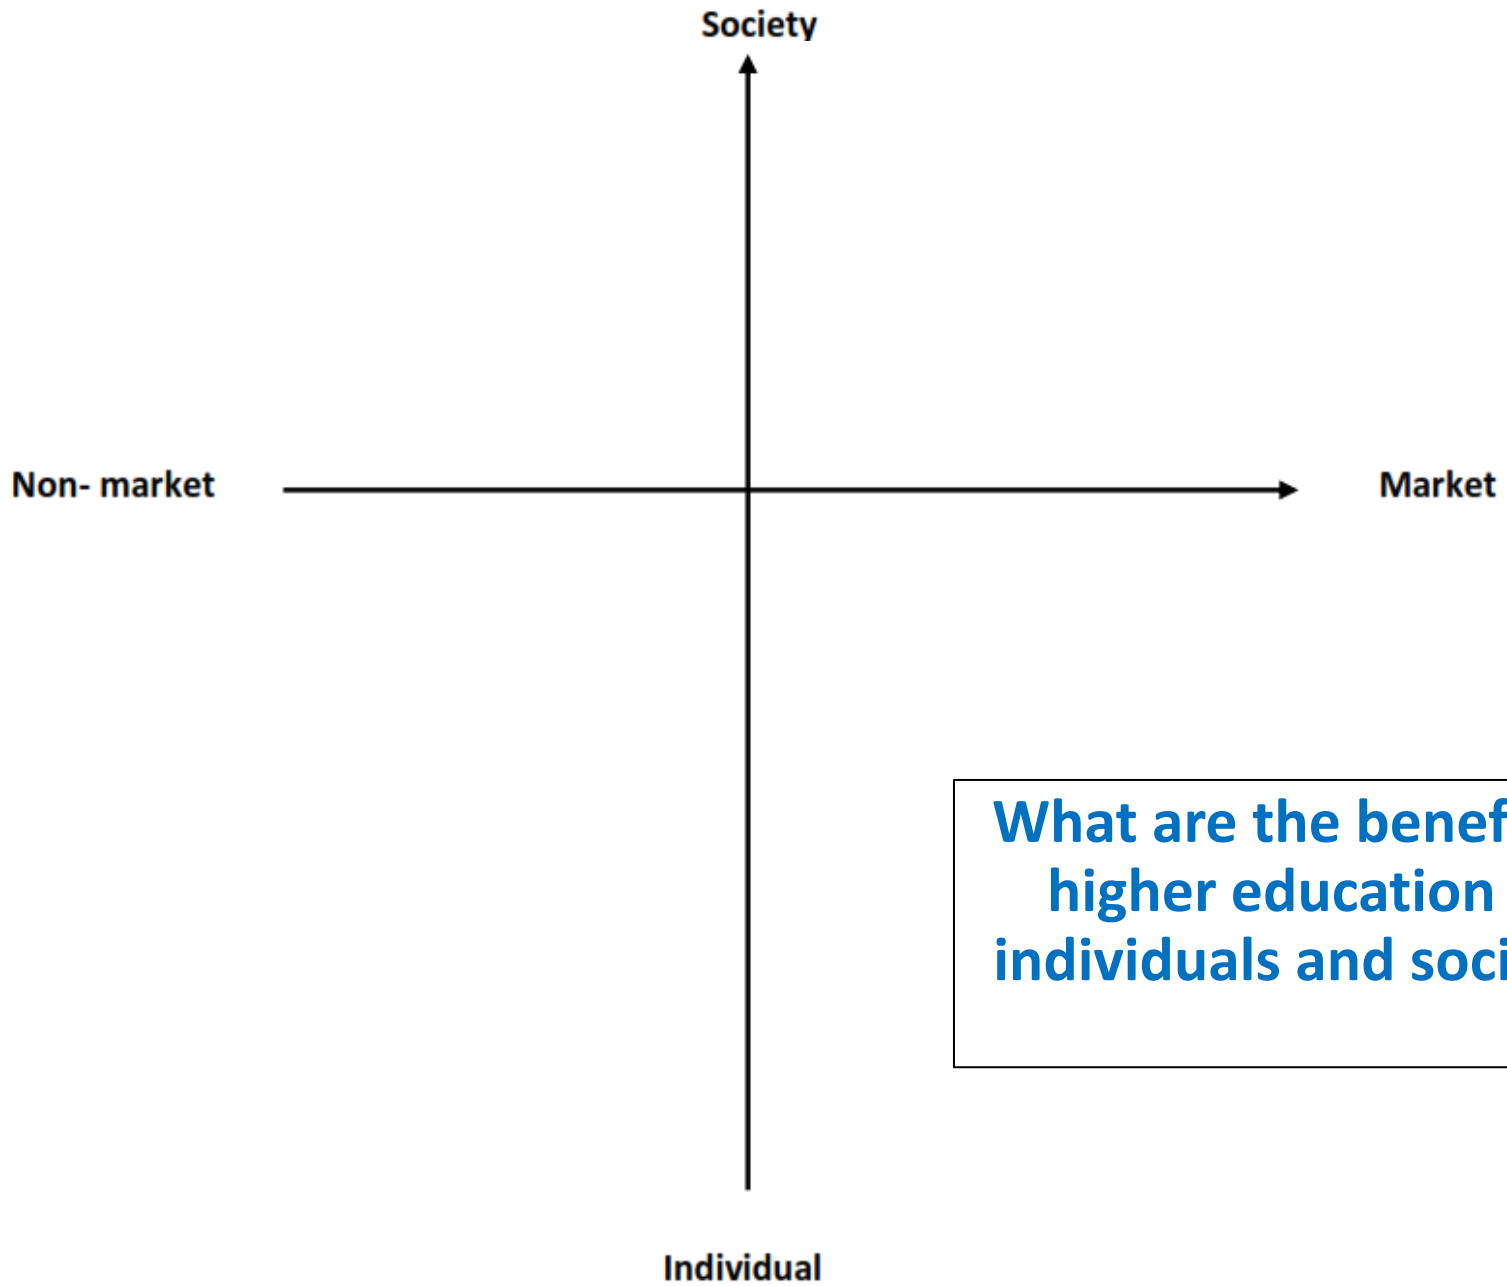 Society
Non- market
Market
What are the benef
higher education
individuals and soci
Individual